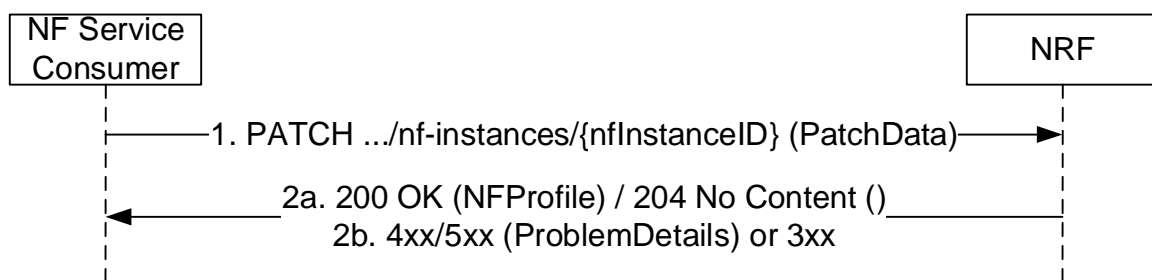 NF Service
Consumer
NRF
1. PATCH .../nf-instances/{nfInstanceID} (PatchData)
2a. 200 OK (NFProfile) / 204 No Content ()
2b. 4xx/5xx (ProblemDetails) or 3xx